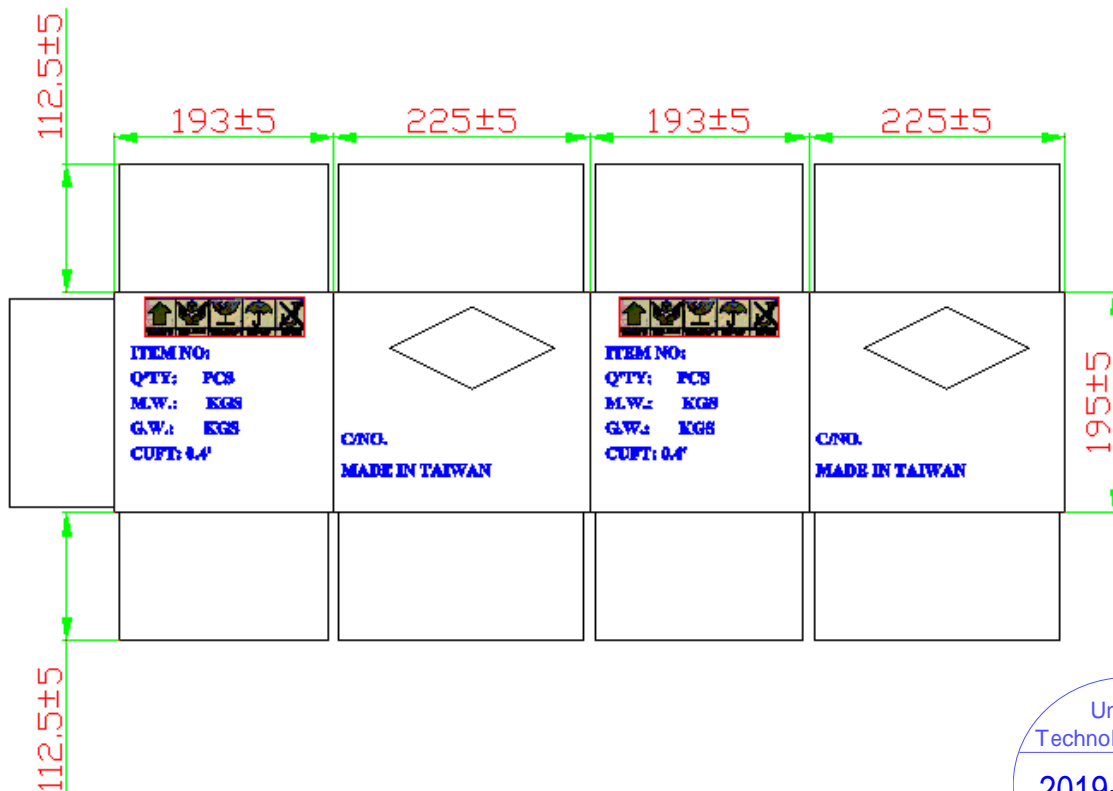 112.5±5
193±5
225±5
193±5
225±5
ITEM NO:
Q'TY: PCS
M.W.: KGS
G.W.: KGS
CUFT: 0.4'
C/NO.
MADE IN TAIWAN
ITEM NO:
Q'TY: PCS
M.W.: KGS
G.W.: KGS
CUFT: 0.4'
C/NO.
MADE IN TAIWAN
195±5
112.5±5
2019